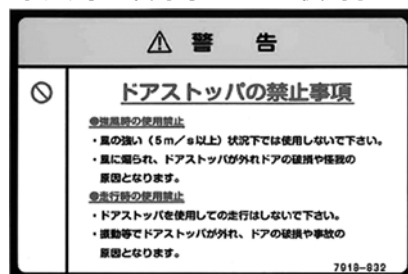 ⚠ 警 告
ドアストッパの禁止事項
●強風時の使用禁止
・風の強い（5m／s以上）状況下では使用しないで下さい。
・風に煽られ、ドアストッパが外れドアの破損や怪我の
原因となります。
●走行時の使用禁止
・ドアストッパを使用しての走行はしないで下さい。
・振動等でドアストッパが外れ、ドアの破損や事故の
原因となります。
7919-932